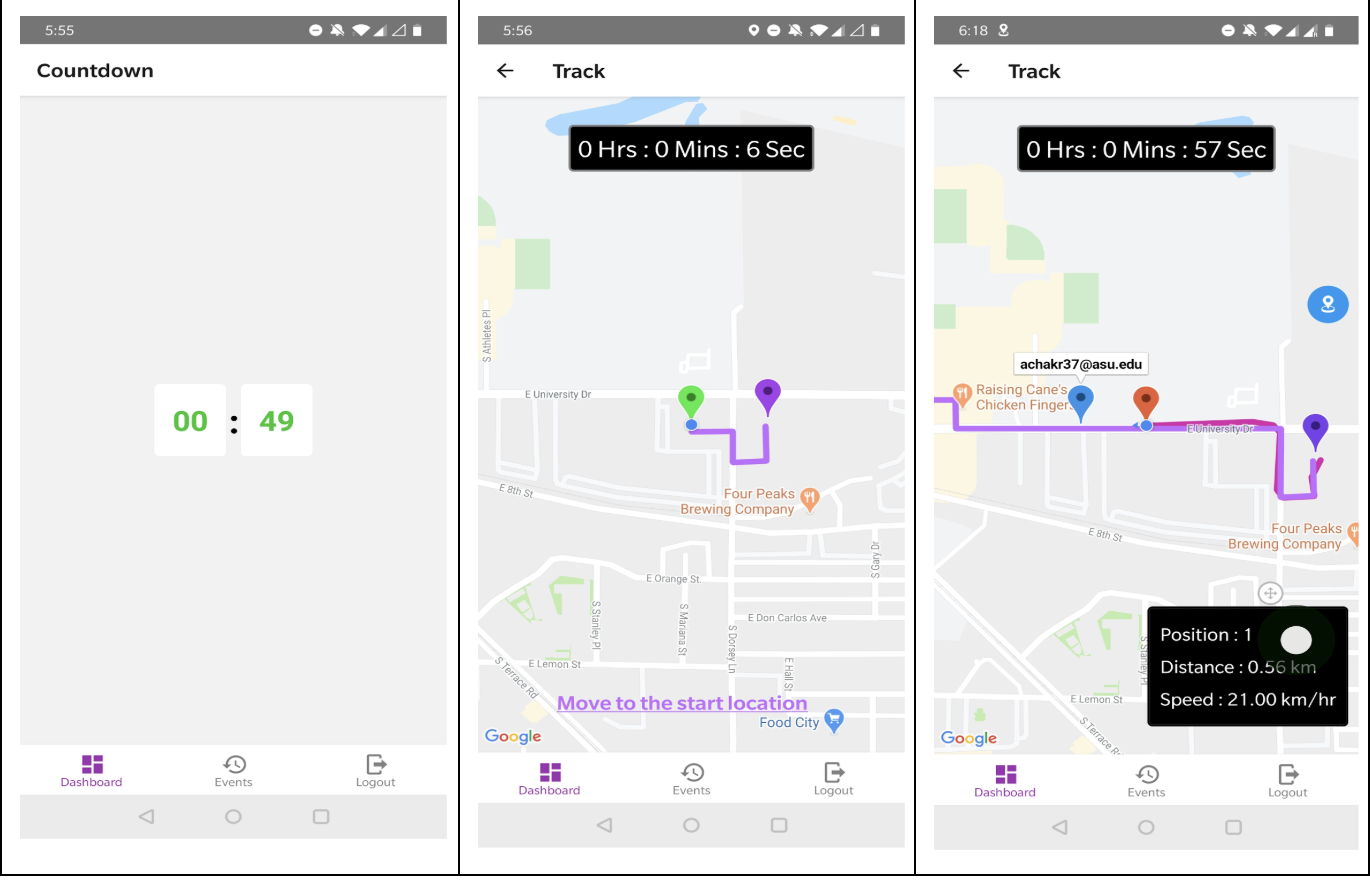 5:55
Countdown
00 : 49
Dashboard
Events
Logout
5:56
Track
0 Hrs : 0 Mins : 6 Sec
S Athletes Pl
E University Dr
E 8th St
Four Peaks
Brewing Company
S Gary Dr
E Orange St.
S Stanley Pl
S Mariana St
E Don Carlos Ave
S Dorsey Ln
E Hall St
E Lemon St
S Terrace Rd
Move to the start location
Food City
Google
Dashboard
Events
Logout
6:18
Track
0 Hrs : 0 Mins : 57 Sec
achakr37@asu.edu
Raising Cane's
Chicken Fingers
E University Dr
Four Peaks
Brewing Company
E 8th St
Position : 1
Distance : 0.56 km
Speed : 21.00 km/hr
S Stanley Pl
E Lemon St
S Terrace Rd
Google
Dashboard
Events
Logout